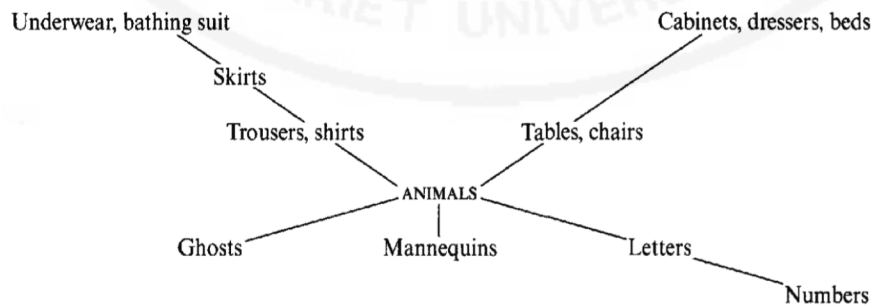 Underwear, bathing suit
Cabinets, dressers, beds
Skirts
Trousers, shirts
Tables, chairs
ANIMALS
Ghosts
Mannequins
Letters
Numbers